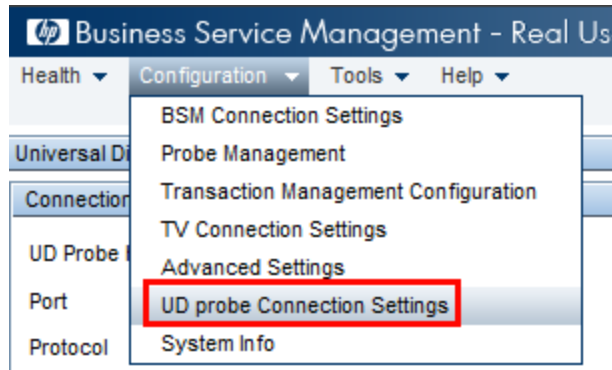 hp Business Service Management - Real Us
Health Configuration Tools Help
BSM Connection Settings
Universal Di
Probe Management
Transaction Management Configuration
Connection
TV Connection Settings
UD Probe
Advanced Settings
Port
UD probe Connection Settings
Protocol
System Info